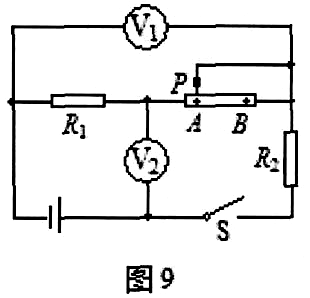 V₁
P
R₁ A B
V₂ R₂
S
图9